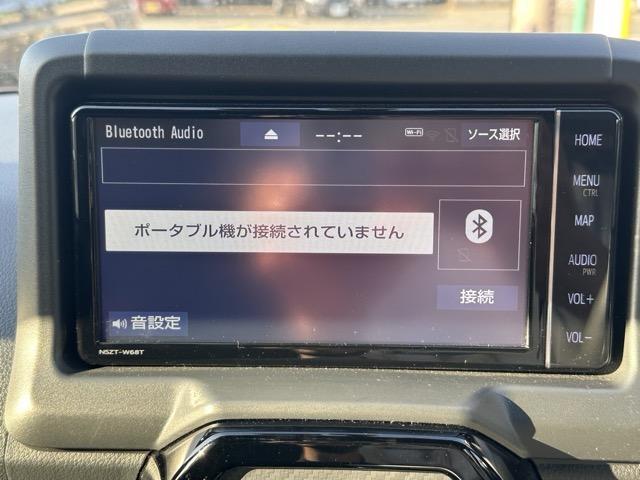 Bluetooth Audio
--:--
Wi-Fi
ソース選択
ポータブル機が接続されていません
接続
音設定
NSZT-W68T
HOME
MENU
CTRL
MAP
AUDIO
PWR
VOL+
VOL-